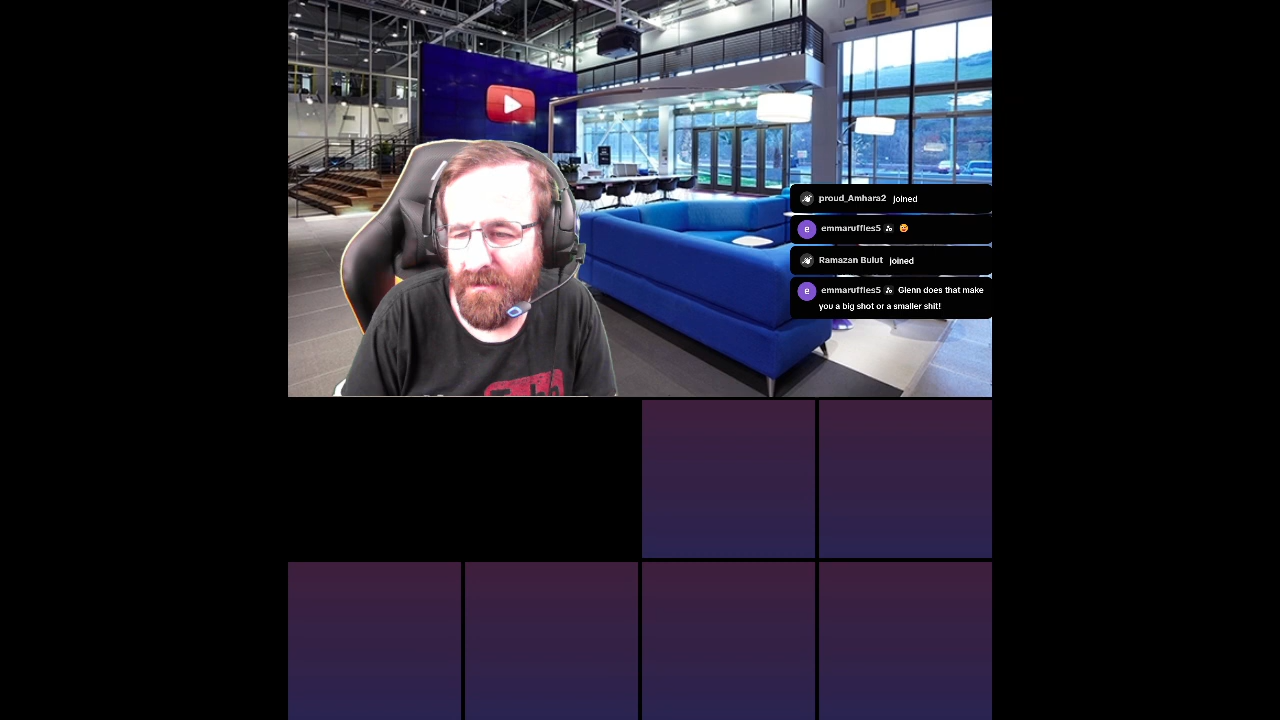 proud_Amhara2 joined
emmaruffles5
Ramazan Bulut joined
emmaruffles5 Glenn does that make
you a big shot or a smaller shit!